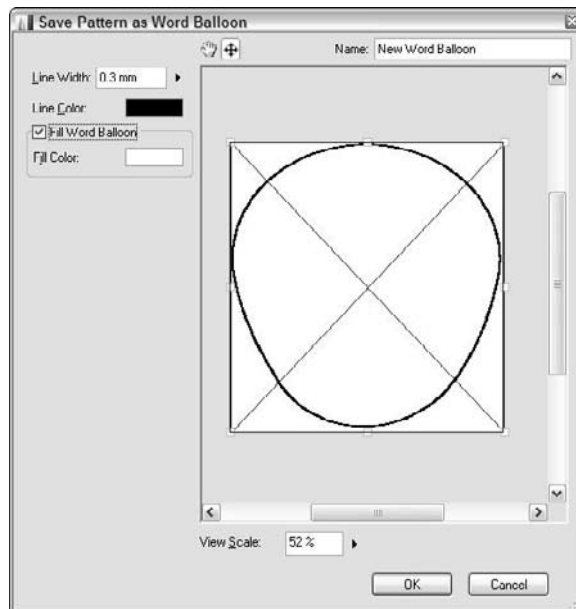 Save Pattern as Word Balloon
Name: New Word Balloon
Line Width: 0.3 mm
Line Color:
Fill Word Balloon
Fill Color:
View Scale: 52 %
OK Cancel